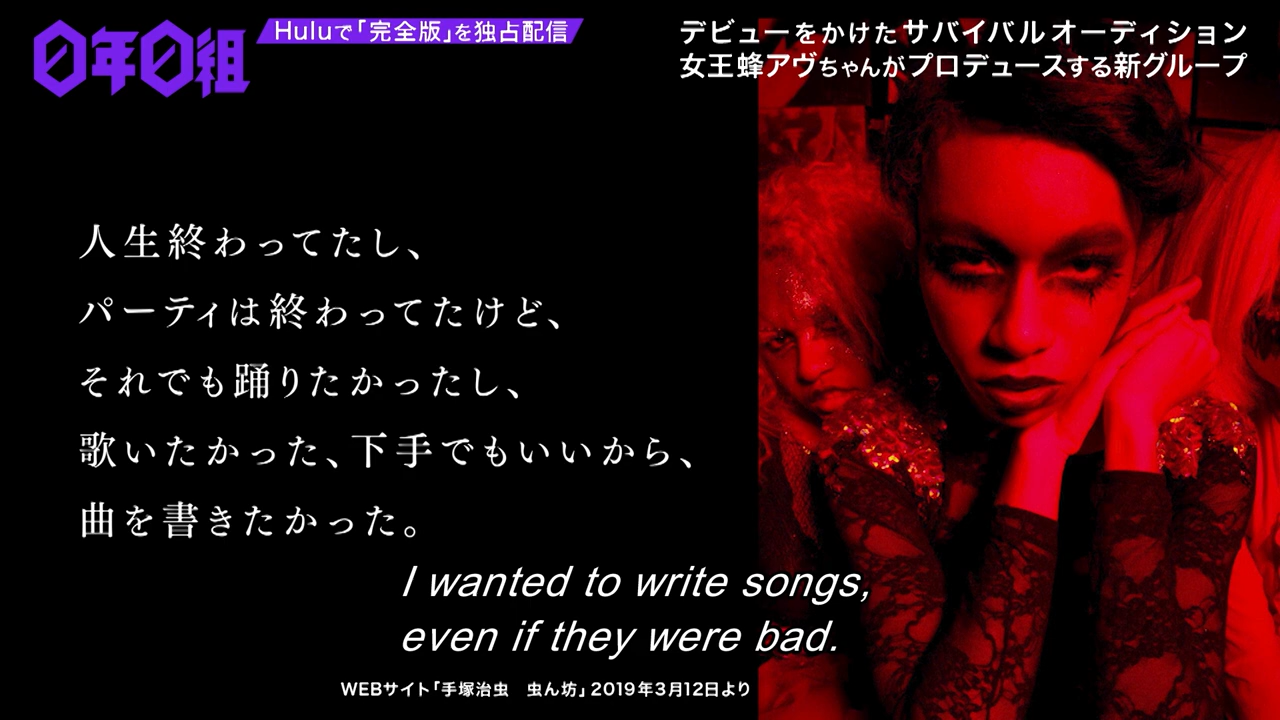 0年0組
Huluで「完全版」を独占配信
デビューをかけたサバイバルオーディション
女王蜂アヴちゃんがプロデュースする新グループ
人生終わってたし、
パーティは終わってたけど、
それでも踊りたかったし、
歌いたかった、下手でもいいから、
曲を書きたかった。
I wanted to write songs,
even if they were bad.
WEBサイト「手塚治虫 虫ん坊」2019年3月12日より